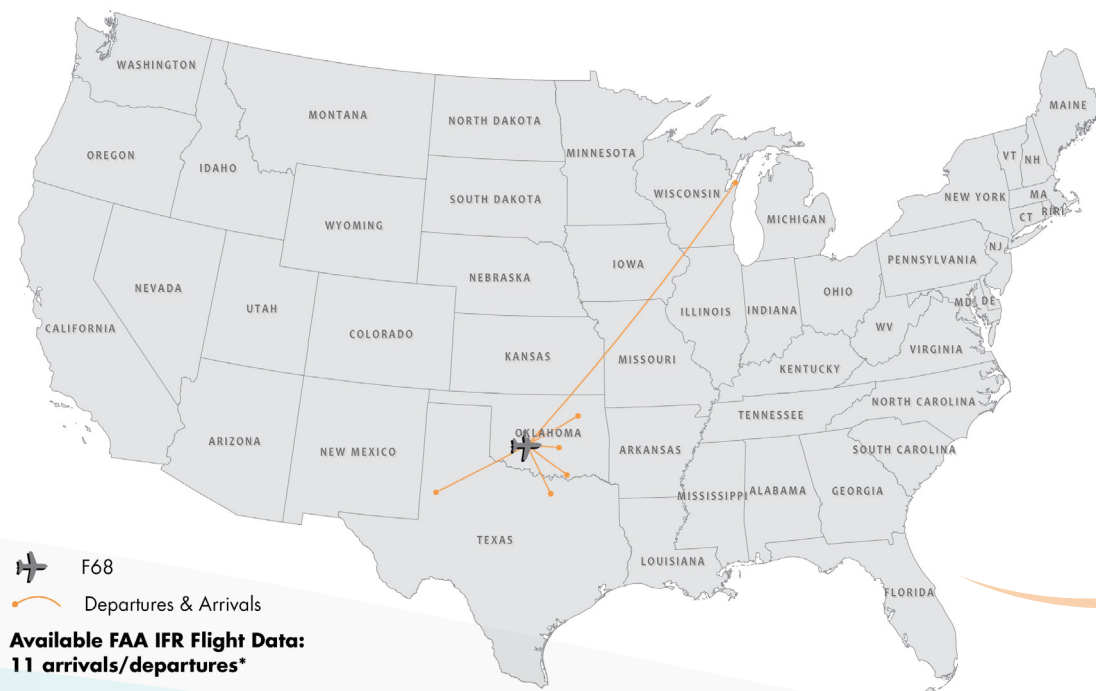 WASHINGTON
MONTANA
NORTH DAKOTA
MAINE
OREGON
IDAHO
MINNESOTA
VT
NH
WISCONSIN
SOUTH DAKOTA
NEW YORK
MA
WYOMING
MICHIGAN
CT
RI
RI
IOWA
NEBRASKA
PENNSYLVANIA
NJ
NEVADA
UTAH
OHIO
MD
DE
ILLINOIS
INDIANA
CALIFORNIA
COLORADO
WV
KANSAS
MISSOURI
VIRGINIA
KENTUCKY
NORTH CAROLINA
TENNESSEE
OKLAHOMA
ARIZONA
NEW MEXICO
ARKANSAS
SOUTH CAROLINA
MISSISSIPPI
ALABAMA
GEORGIA
TEXAS
LOUISIANA
FLORIDA
F68
Departures & Arrivals
Available FAA IFR Flight Data:
11 arrivals/departures*